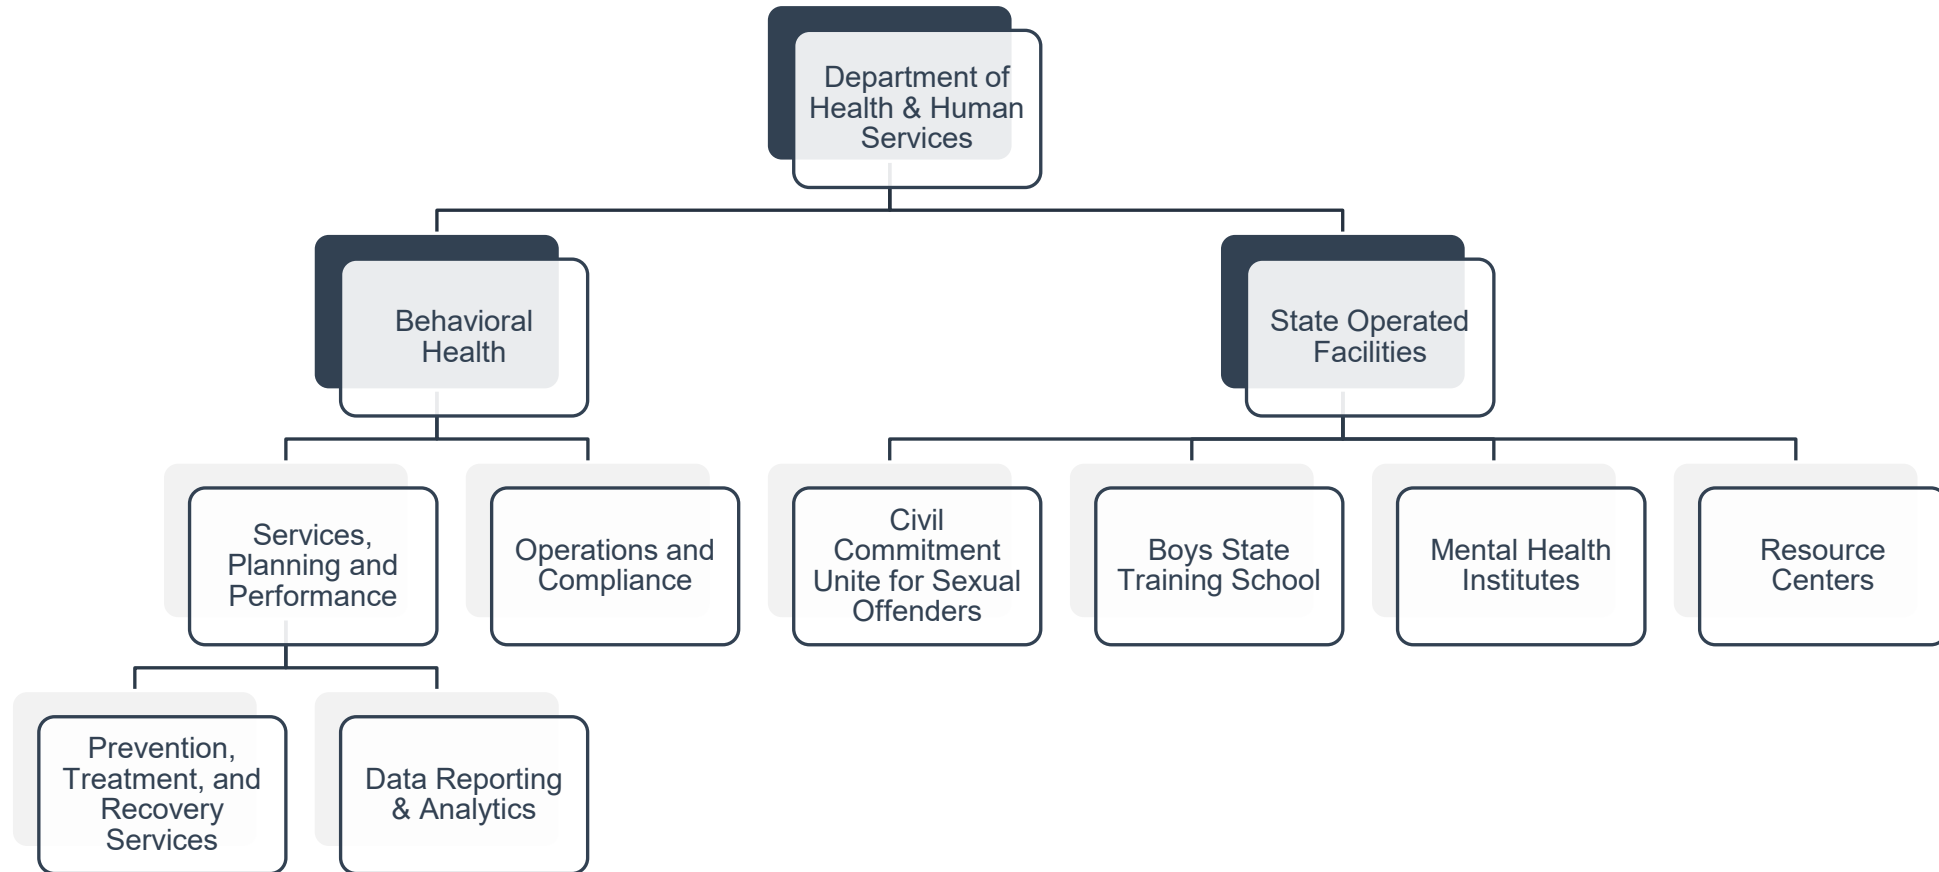 Department of
Health & Human
Services
Behavioral
Health
State Operated
Facilities
Services,
Planning and
Performance
Operations and
Compliance
Civil
Commitment
Unite for Sexual
Offenders
Boys State
Training School
Mental Health
Institutes
Resource
Centers
Prevention,
Treatment, and
Recovery
Services
Data Reporting
& Analytics